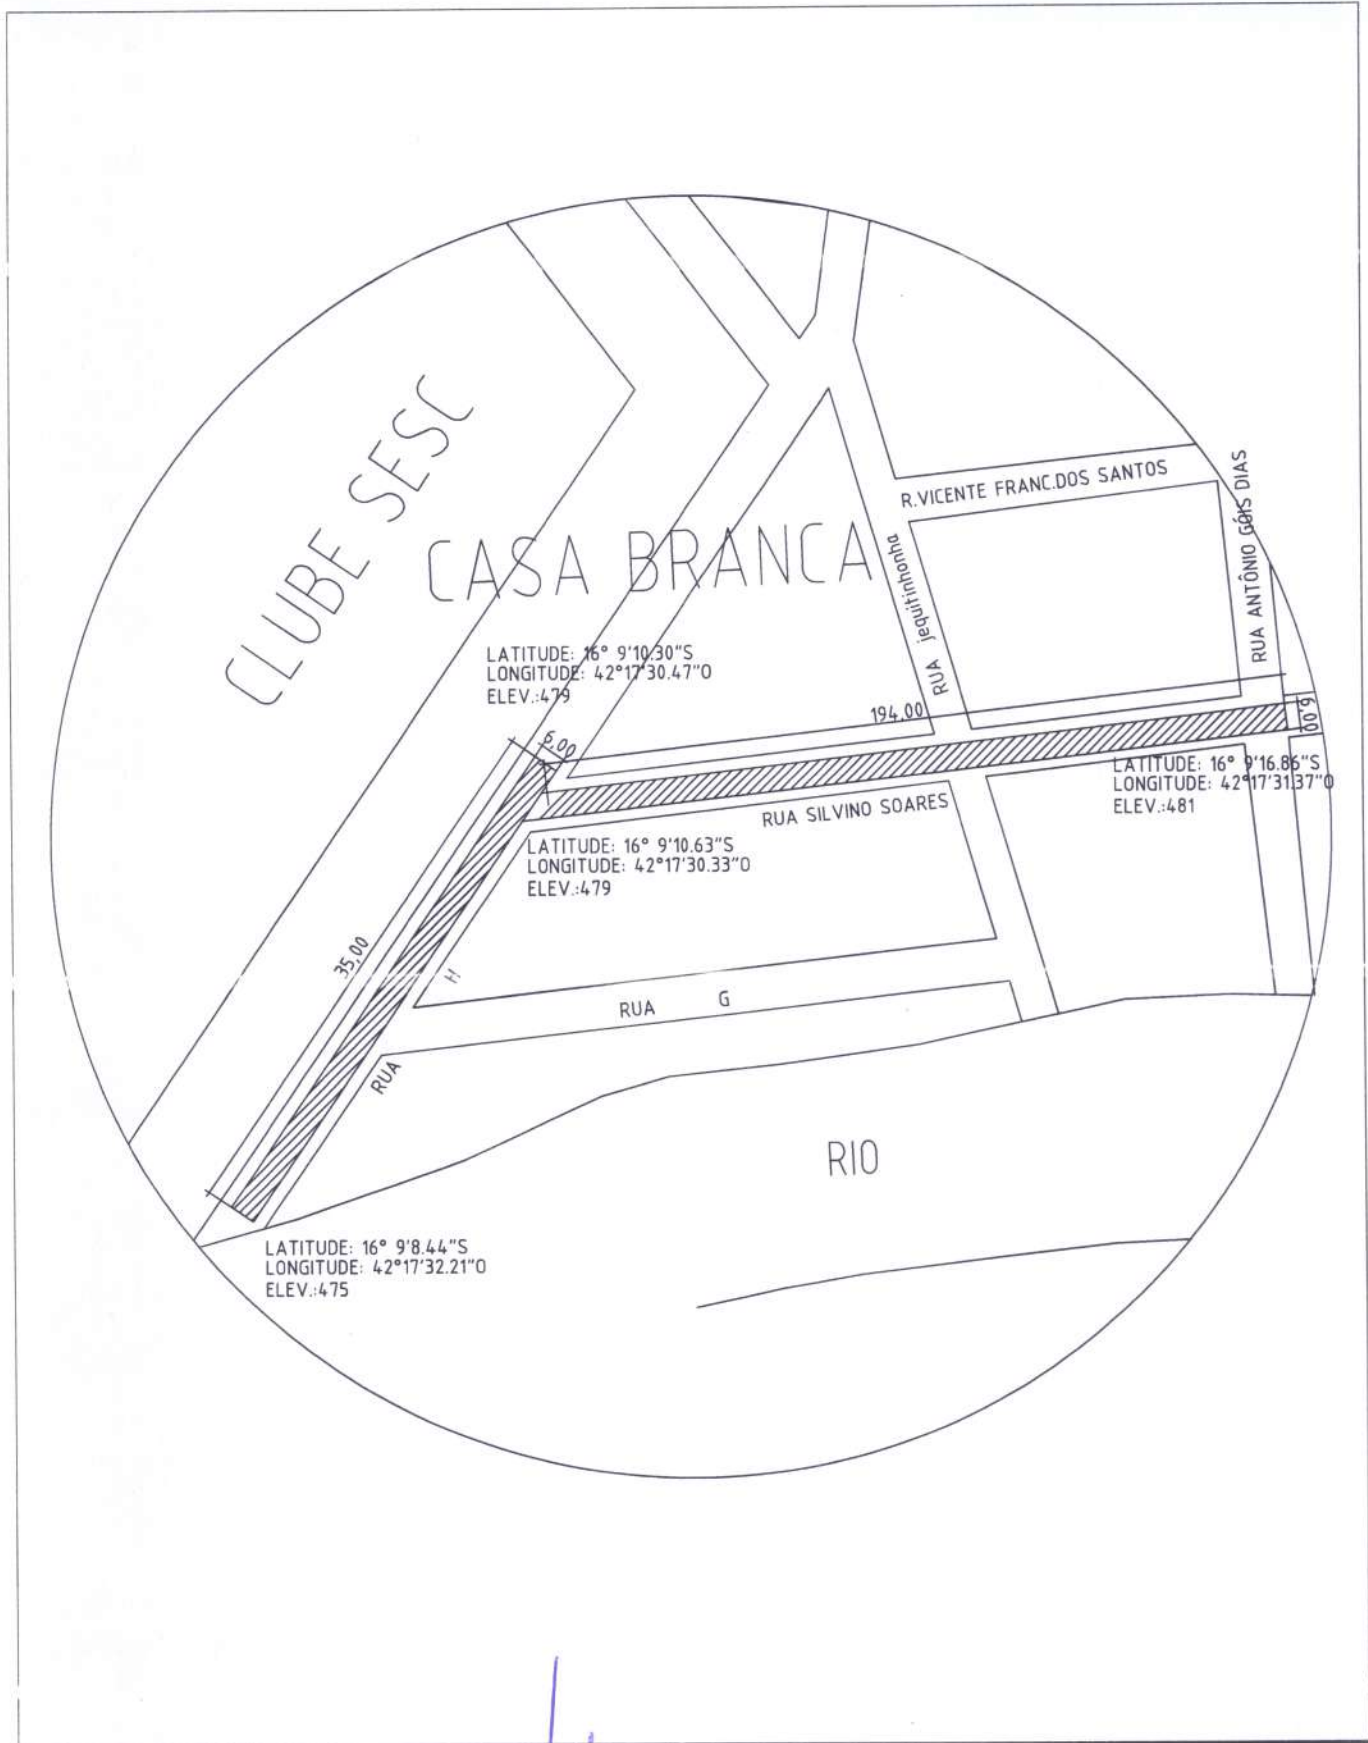 CLUBE SESC
CASA BRANCA
R.VICENTE FRANC.DOS SANTOS
RUA ANTÔNIO GÓIS DIAS
RUA jequitinhonha
LATITUDE: 16° 9'10.30"S
LONGITUDE: 42°17'30.47"O
ELEV.:479
194,00
6,00
6,00
LATITUDE: 16° 9'16.86"S
LONGITUDE: 42°17'31.37"O
ELEV.:481
RUA SILVINO SOARES
LATITUDE: 16° 9'10.63"S
LONGITUDE: 42°17'30.33"O
ELEV.:479
35,00
RUA H
RUA G
RIO
LATITUDE: 16° 9'8.44"S
LONGITUDE: 42°17'32.21"O
ELEV.:475